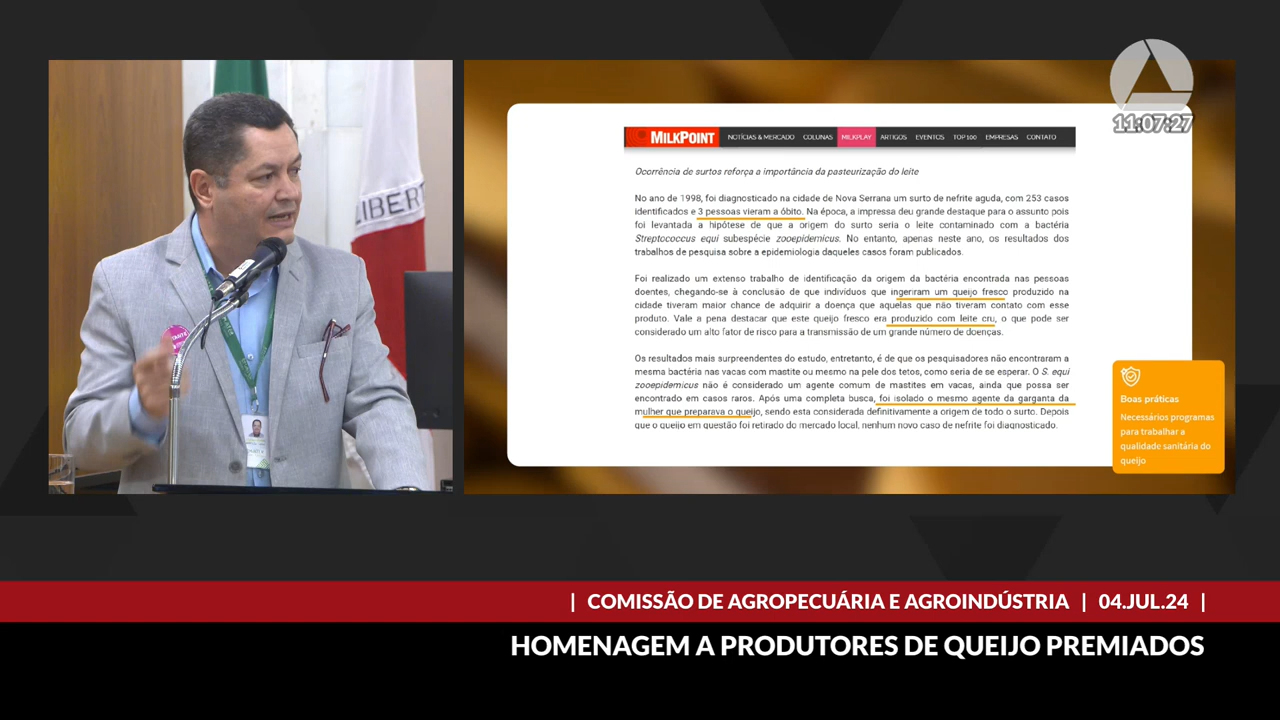 LIBERT
11:07:27
MILKPOINT
NOTÍCIAS & MERCADO COLUNAS MILKPLAY ARTIGOS EVENTOS TOP100 EMPRESAS CONTATO
Ocorrência de surtos reforça a importância da pasteurização do leite
No ano de 1998, foi diagnosticado na cidade de Nova Serrana um surto de nefrite aguda, com 253 casos
identificados e 3 pessoas vieram a óbito. Na época, a impressa deu grande destaque para o assunto pois
foi levantada a hipótese de que a origem do surto seria o leite contaminado com a bactéria
Streptococcus equi subespécie zooepidemicus. No entanto, apenas neste ano, os resultados dos
trabalhos de pesquisa sobre a epidemiologia daqueles casos foram publicados.
Foi realizado um extenso trabalho de identificação da origem da bactéria encontrada nas pessoas
doentes, chegando-se à conclusão de que indivíduos que ingeriram um queijo fresco produzido na
cidade tiveram maior chance de adquirir a doença que aquelas que não tiveram contato com esse
produto. Vale a pena destacar que este queijo fresco era produzido com leite cru, o que pode ser
considerado um alto fator de risco para a transmissão de um grande número de doenças.
Os resultados mais surpreendentes do estudo, entretanto, é de que os pesquisadores não encontraram a
mesma bactéria nas vacas com mastite ou mesmo na pele dos tetos, como seria de se esperar. O S. equi
zooepidemicus não é considerado um agente comum de mastites em vacas, ainda que possa ser
encontrado em casos raros. Após uma completa busca, foi isolado o mesmo agente da garganta da
mulher que preparava o queijo, sendo esta considerada definitivamente a origem de todo o surto. Depois
que o queijo em questão foi retirado do mercado local, nenhum novo caso de nefrite foi diagnosticado.
Boas práticas
Necessários programas
para trabalhar a
qualidade sanitária do
queijo
| COMISSÃO DE AGROPECUÁRIA E AGROINDÚSTRIA | 04.JUL.24 |
HOMENAGEM A PRODUTORES DE QUEIJO PREMIADOS